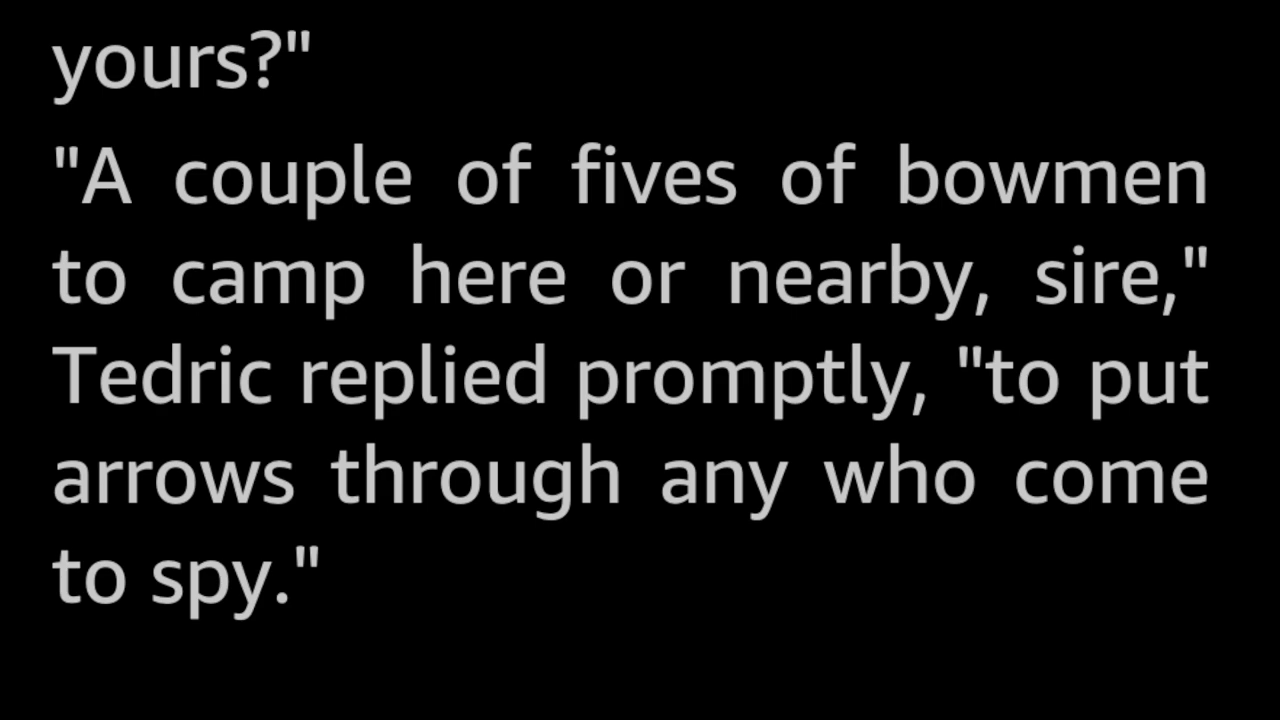 yours?"
"A couple of fives of bowmen
to camp here or nearby, sire,"
Tedric replied promptly, "to put
arrows through any who come
to spy."